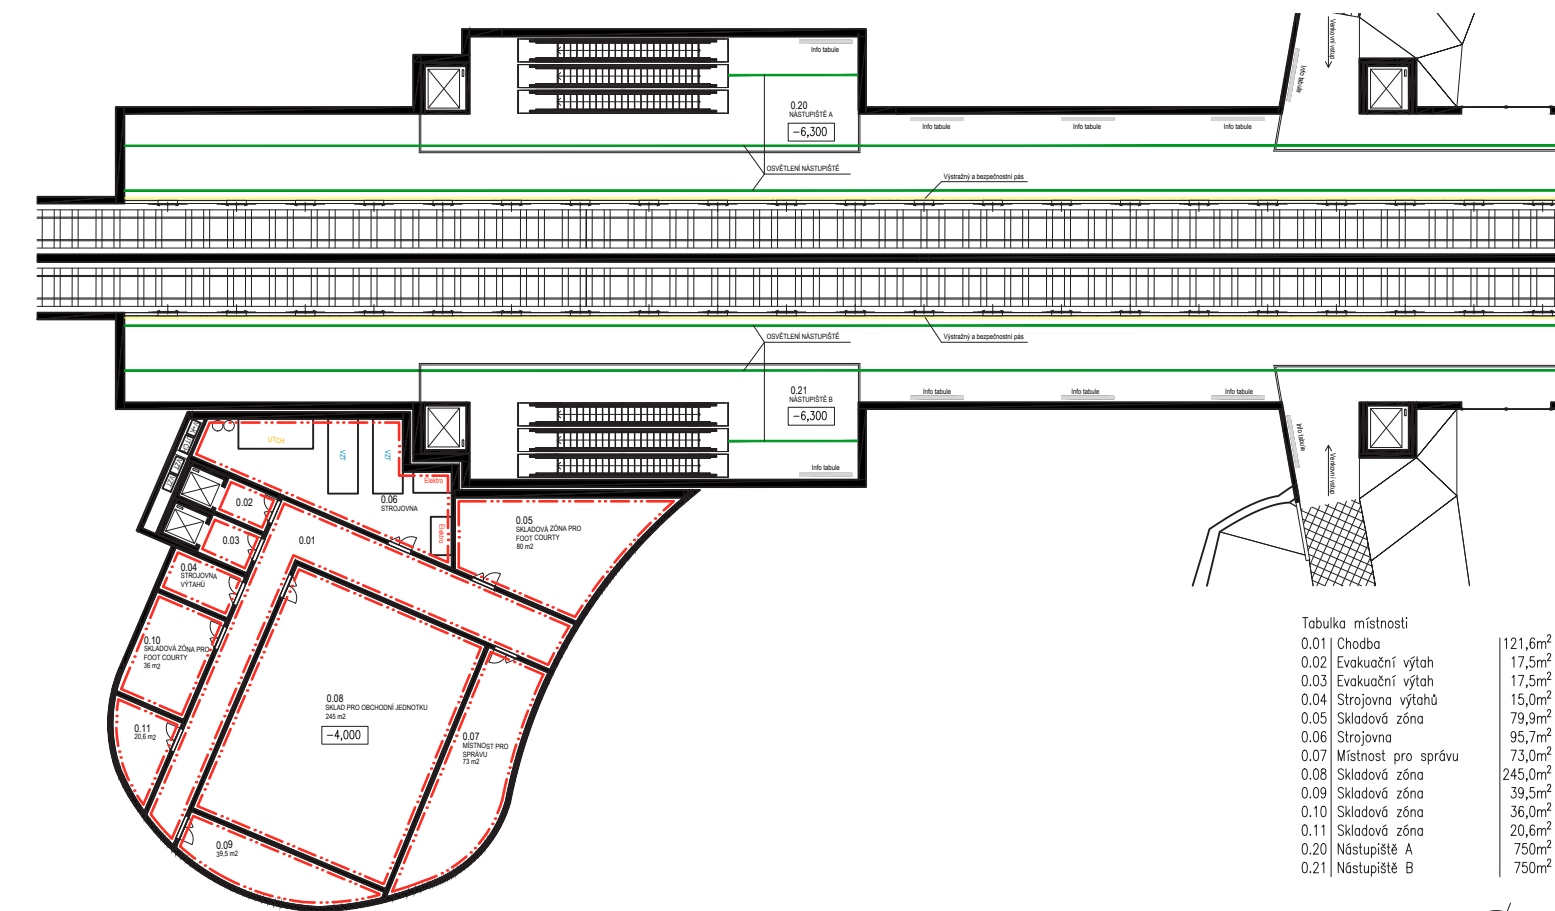 Info tabule
0.20
NÁSTUPIŠTĚ A
-6,300
Info tabule
Info tabule
Info tabule
Info tabule
Venkovní vstup
OSVĚTLENÍ NÁSTUPIŠTĚ
Výstražný a bezpečnostní pás
OSVĚTLENÍ NÁSTUPIŠTĚ
Výstražný a bezpečnostní pás
0.21
NÁSTUPIŠTĚ B
-6,300
Info tabule
Info tabule
Info tabule
Info tabule
Info tabule
Venkovní vstup
VZT
VZT
Elektro
Elektro
0.06
STROJOVNA
0.02
0.03
0.01
0.05
SKLADOVÁ ZÓNA PRO
FOOT COURTY
80 m2
0.04
STROJOVNA
VÝTAHŮ
0.10
SKLADOVÁ ZÓNA PRO
FOOT COURTY
36 m2
0.11
20,6 m2
0.08
SKLAD PRO OBCHODNÍ JEDNOTKU
245 m2
-4,000
0.07
MÍSTNOST PRO
SPRÁVU
73 m2
0.09
39,5 m2
Tabulka místnosti
0.01 Chodba 121,6m²
0.02 Evakuační výtah 17,5m²
0.03 Evakuační výtah 17,5m²
0.04 Strojovna výtahů 15,0m²
0.05 Skladová zóna 79,9m²
0.06 Strojovna 95,7m²
0.07 Místnost pro správu 73,0m²
0.08 Skladová zóna 245,0m²
0.09 Skladová zóna 39,5m²
0.10 Skladová zóna 36,0m²
0.11 Skladová zóna 20,6m²
0.20 Nástupiště A 750m²
0.21 Nástupiště B 750m²